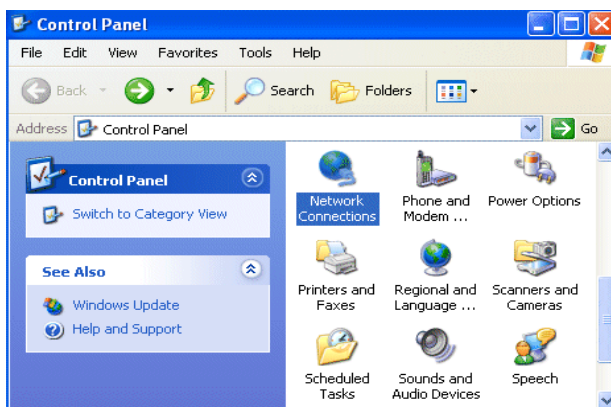 Control Panel
File Edit View Favorites Tools Help
Back Search Folders
Address Control Panel Go
Control Panel
Switch to Category View
See Also
Windows Update
Help and Support
Network Connections
Phone and Modem ...
Power Options
Printers and Faxes
Regional and Language ...
Scanners and Cameras
Scheduled Tasks
Sounds and Audio Devices
Speech